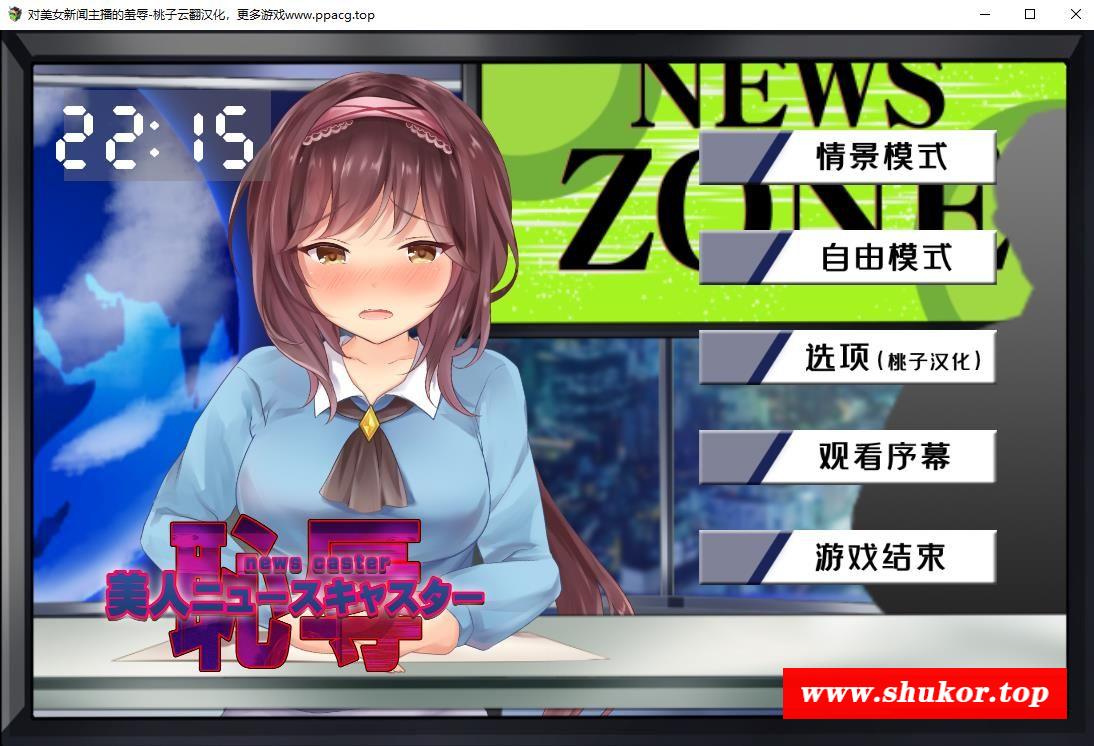 对美女新闻主播的羞辱-桃子云翻汉化，更多游戏www.ppacg.top
22:15
NEWS
ZONE
情景模式
自由模式
选项(桃子汉化)
观看序幕
游戏结束
恥辱
news caster
美人ニュースキャスター
www.shukor.top